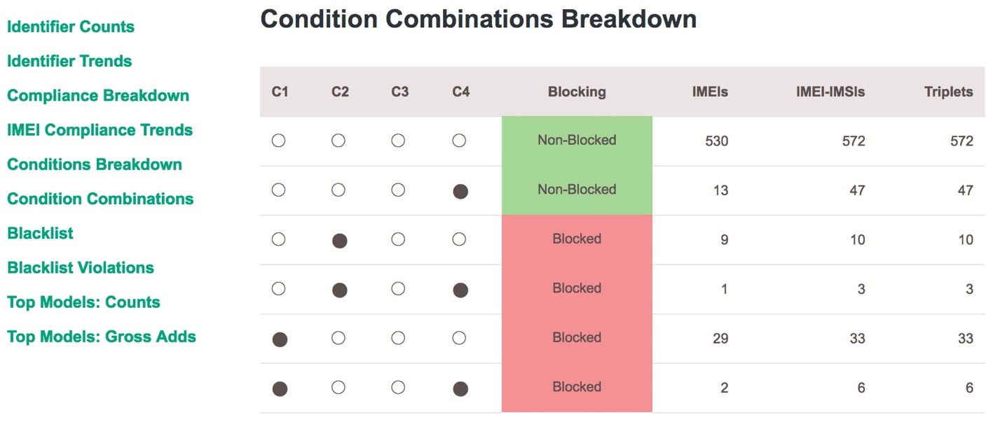 Identifier Counts
Identifier Trends
Compliance Breakdown
IMEI Compliance Trends
Conditions Breakdown
Condition Combinations
Blacklist
Blacklist Violations
Top Models: Counts
Top Models: Gross Adds
Condition Combinations Breakdown
C1 C2 C3 C4 Blocking IMEIs IMEI-IMSIs Triplets
Non-Blocked 530 572 572
Non-Blocked 13 47 47
Blocked 9 10 10
Blocked 1 3 3
Blocked 29 33 33
Blocked 2 6 6